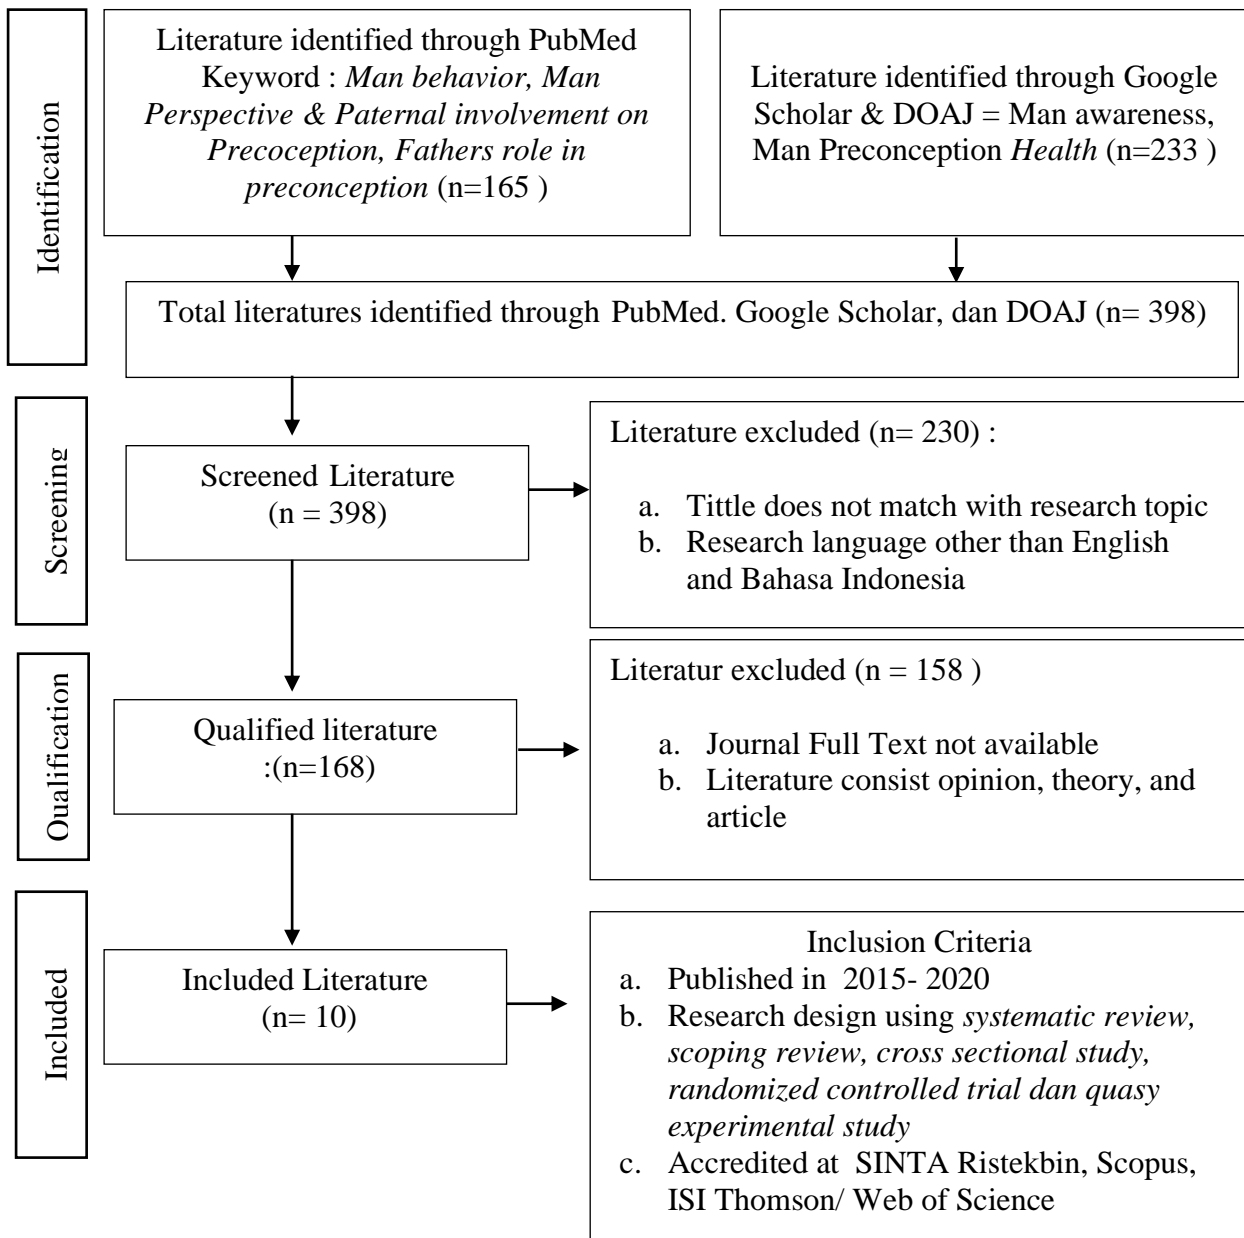 Identification
Literature identified through PubMed
Keyword : Man behavior, Man
Perspective & Paternal involvement on
Precoception, Fathers role in
preconception (n=165 )
Literature identified through Google
Scholar & DOAJ = Man awareness,
Man Preconception Health (n=233 )
Total literatures identified through PubMed. Google Scholar, dan DOAJ (n= 398)
Screening
Screened Literature
(n = 398)
Literature excluded (n= 230) :
a. Tittle does not match with research topic
b. Research language other than English
and Bahasa Indonesia
Qualification
Qualified literature
:(n=168)
Literatur excluded (n = 158 )
a. Journal Full Text not available
b. Literature consist opinion, theory, and
article
Included
Included Literature
(n= 10)
Inclusion Criteria
a. Published in 2015- 2020
b. Research design using systematic review,
scoping review, cross sectional study,
randomized controlled trial dan quasy
experimental study
c. Accredited at SINTA Ristekbin, Scopus,
ISI Thomson/ Web of Science